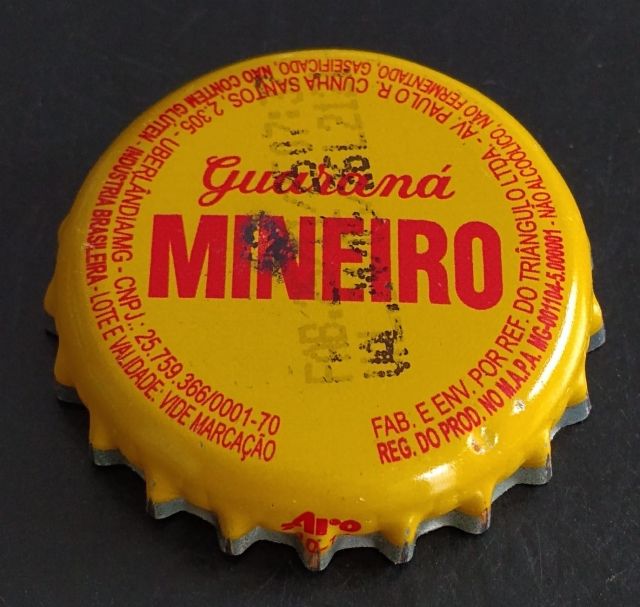 Guaraná
MINEIRO
FAB. E ENV. POR REF. DO TRIÂNGULO LTDA - AV. PAULO R. CUNHA SANTOS, 2.305 - UBERLÂNDIA/MG - CNPJ.: 25.759.366/0001-70
REG. DO PROD. NO M.A.P.A. MG-001104-5.000001 - NÃO ALCOÓLICO, NÃO FERMENTADO, GASEIFICADO, NÃO CONTÉM GLÚTEN. INDÚSTRIA BRASILEIRA. LOTE E VALIDADE: VIDE MARCAÇÃO
FAB.